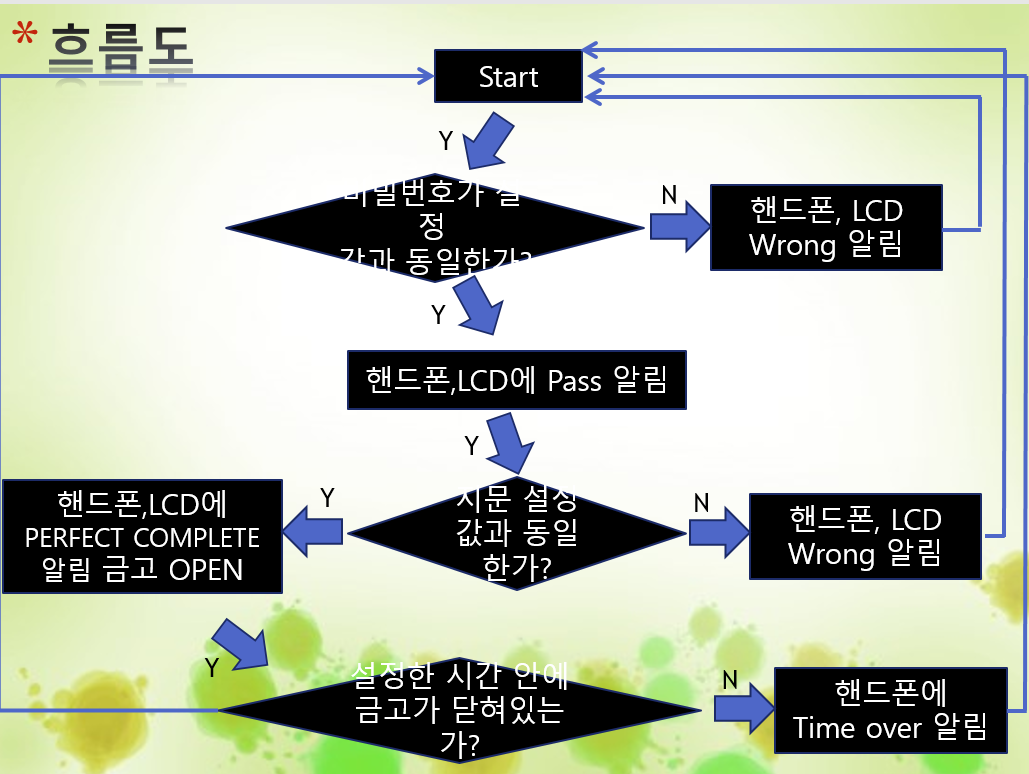 * 흐름도
Start
Y
비밀번호가 설
정
값과 동일한가?
N
핸드폰, LCD
Wrong 알림
Y
핸드폰,LCD에 Pass 알림
Y
지문 설정
값과 동일
한가?
Y
핸드폰,LCD에
PERFECT COMPLETE
알림 금고 OPEN
N
핸드폰, LCD
Wrong 알림
Y
설정한 시간 안에
금고가 닫혀있는
가?
N
핸드폰에
Time over 알림